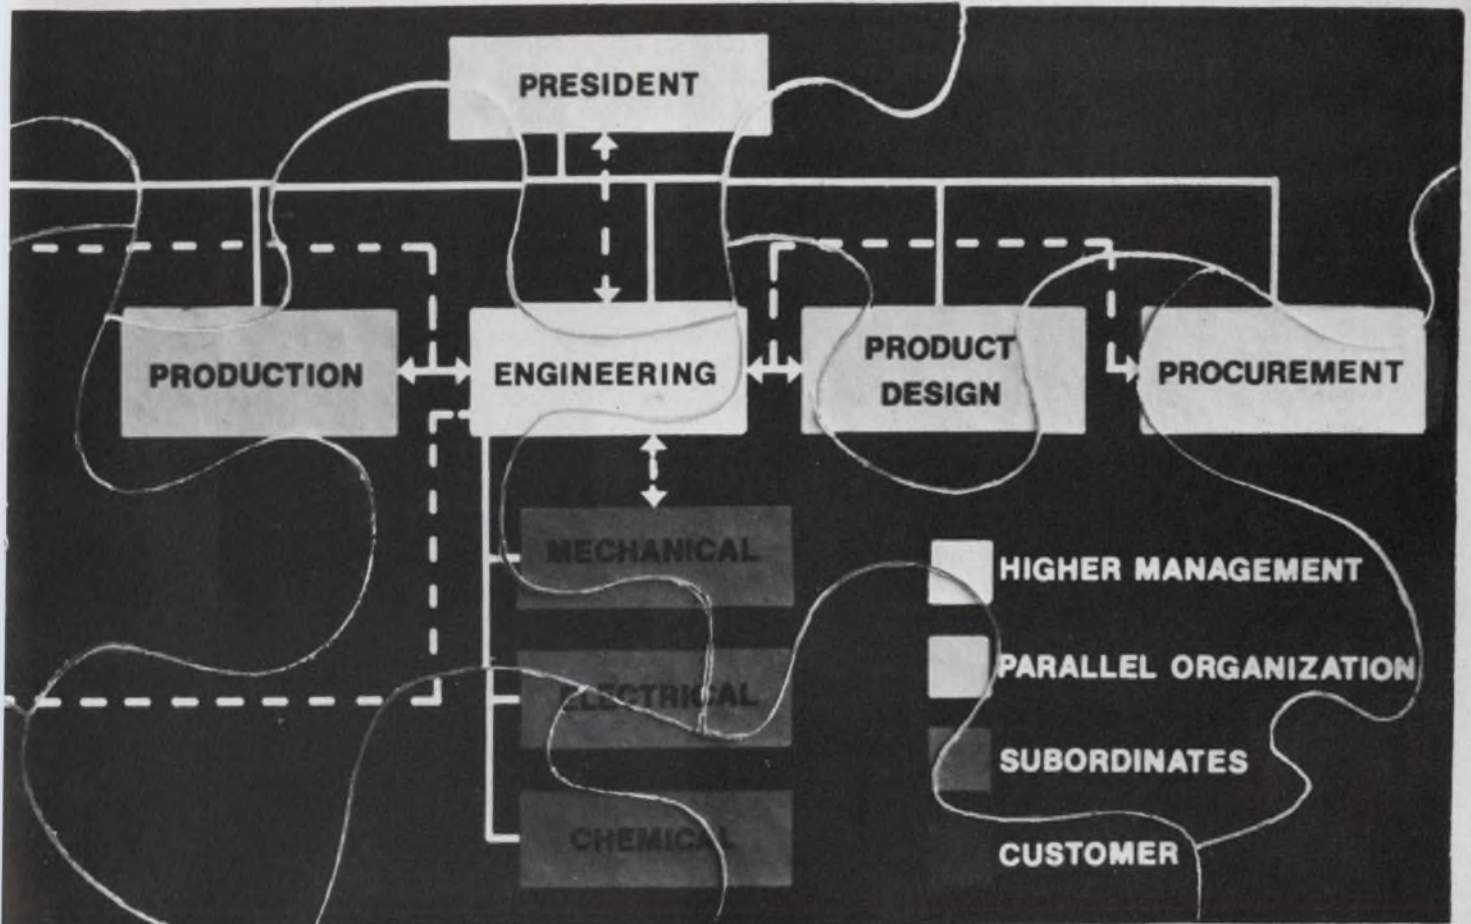 PRESIDENT
PRODUCTION
ENGINEERING
PRODUCT
DESIGN
PROCUREMENT
MECHANICAL
ELECTRICAL
CHEMICAL
HIGHER MANAGEMENT
PARALLEL ORGANIZATION
SUBORDINATES
CUSTOMER